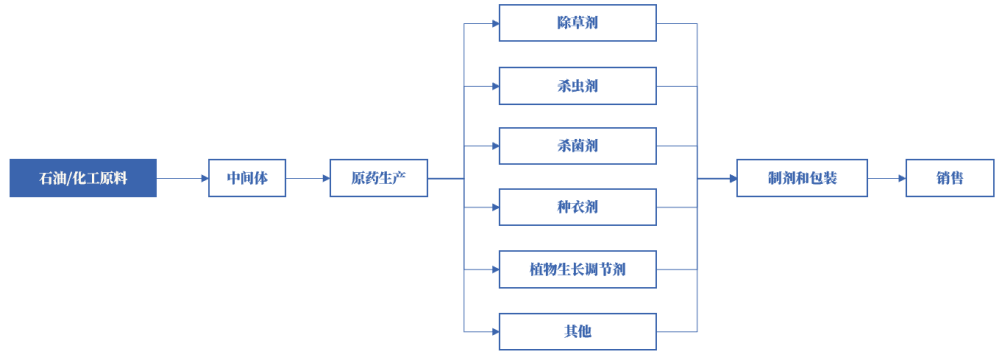 石油/化工原料
中间体
原药生产
除草剂
杀虫剂
杀菌剂
种衣剂
植物生长调节剂
其他
制剂和包装
销售